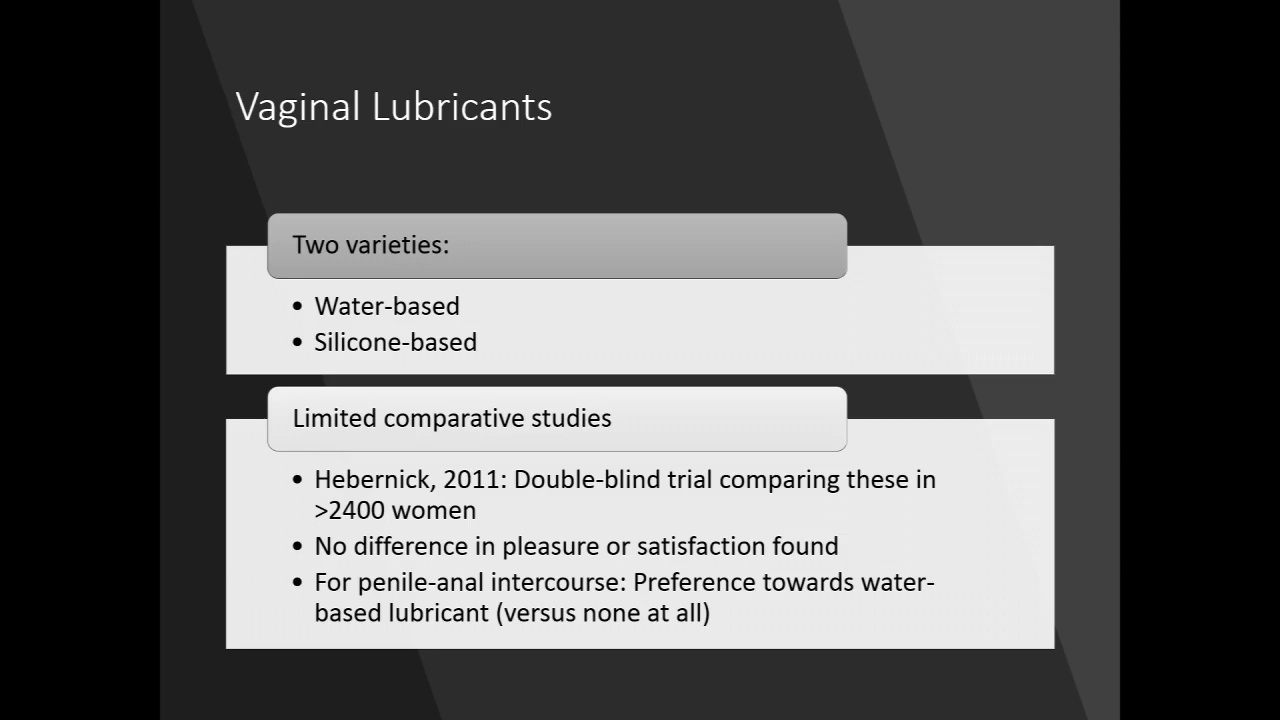 Vaginal Lubricants
Two varieties:
• Water-based
• Silicone-based
Limited comparative studies
• Hebernick, 2011: Double-blind trial comparing these in
>2400 women
• No difference in pleasure or satisfaction found
• For penile-anal intercourse: Preference towards water-
based lubricant (versus none at all)